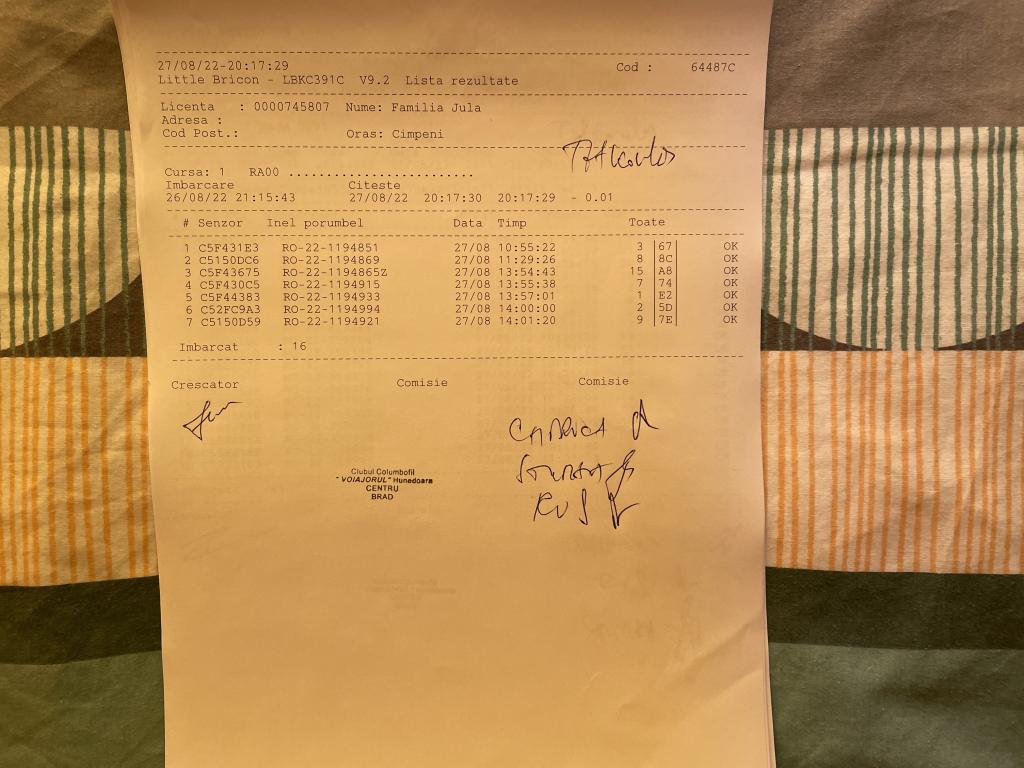 27/08/22-20:17:29 Cod : 64487C
Little Bricon - LBKC391C V9.2 Lista rezultate
Licenta : 0000745807 Nume: Familia Jula
Adresa :
Cod Post.: Oras: Cimpeni
Cursa: 1 RA00 .........................
Imbarcare Citeste
26/08/22 21:15:43 27/08/22 20:17:30 20:17:29 - 0.01
# Senzor Inel porumbel Data Timp Toate
1 C5F431E3 RO-22-1194851 27/08 10:55:22 3 67 OK
2 C5150DC6 RO-22-1194869 27/08 11:29:26 8 8C OK
3 C5F43675 RO-22-1194865Z 27/08 13:54:43 15 A8 OK
4 C5F430C5 RO-22-1194915 27/08 13:55:38 7 74 OK
5 C5F44383 RO-22-1194933 27/08 13:57:01 1 E2 OK
6 C52FC9A3 RO-22-1194994 27/08 14:00:00 2 5D OK
7 C5150D59 RO-22-1194921 27/08 14:01:20 9 7E OK
Imbarcat : 16
Crescator Comisie Comisie
Clubul Columbofil
"VOIAJORUL" Hunedoara
CENTRU
BRAD
RUS